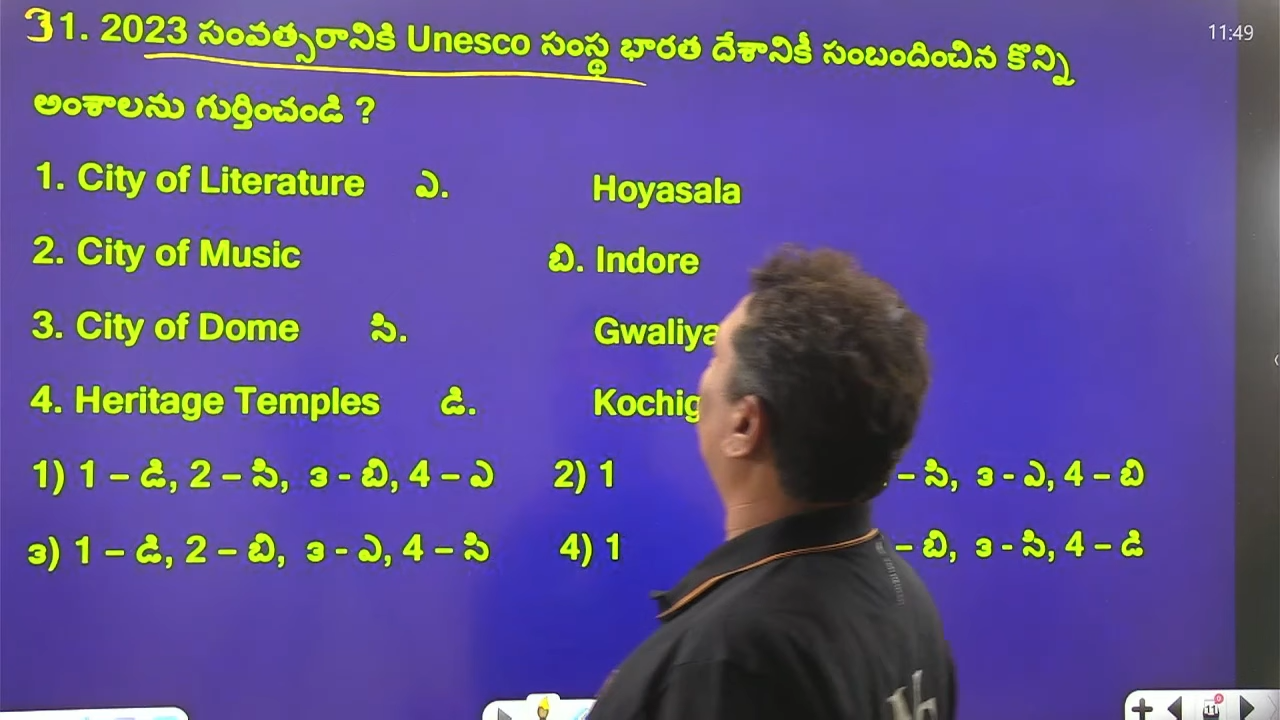 11:49
31. 2023 సంవత్సరానికి Unesco సంస్థ భారత దేశానికీ సంబందించిన కొన్ని
అంశాలను గుర్తించండి ?
1. City of Literature ఎ. Hoyasala
2. City of Music బి. Indore
3. City of Dome సి.
4. Heritage Temples డి.
1) 1 – డి, 2 – సి, 3 - బి, 4 – ఎ 2) 1 – సి, 3 - ఎ, 4 – బి
3) 1 – డి, 2 – బి, 3 - ఎ, 4 – సి 4) 1 – బి, 3 - సి, 4 – డి